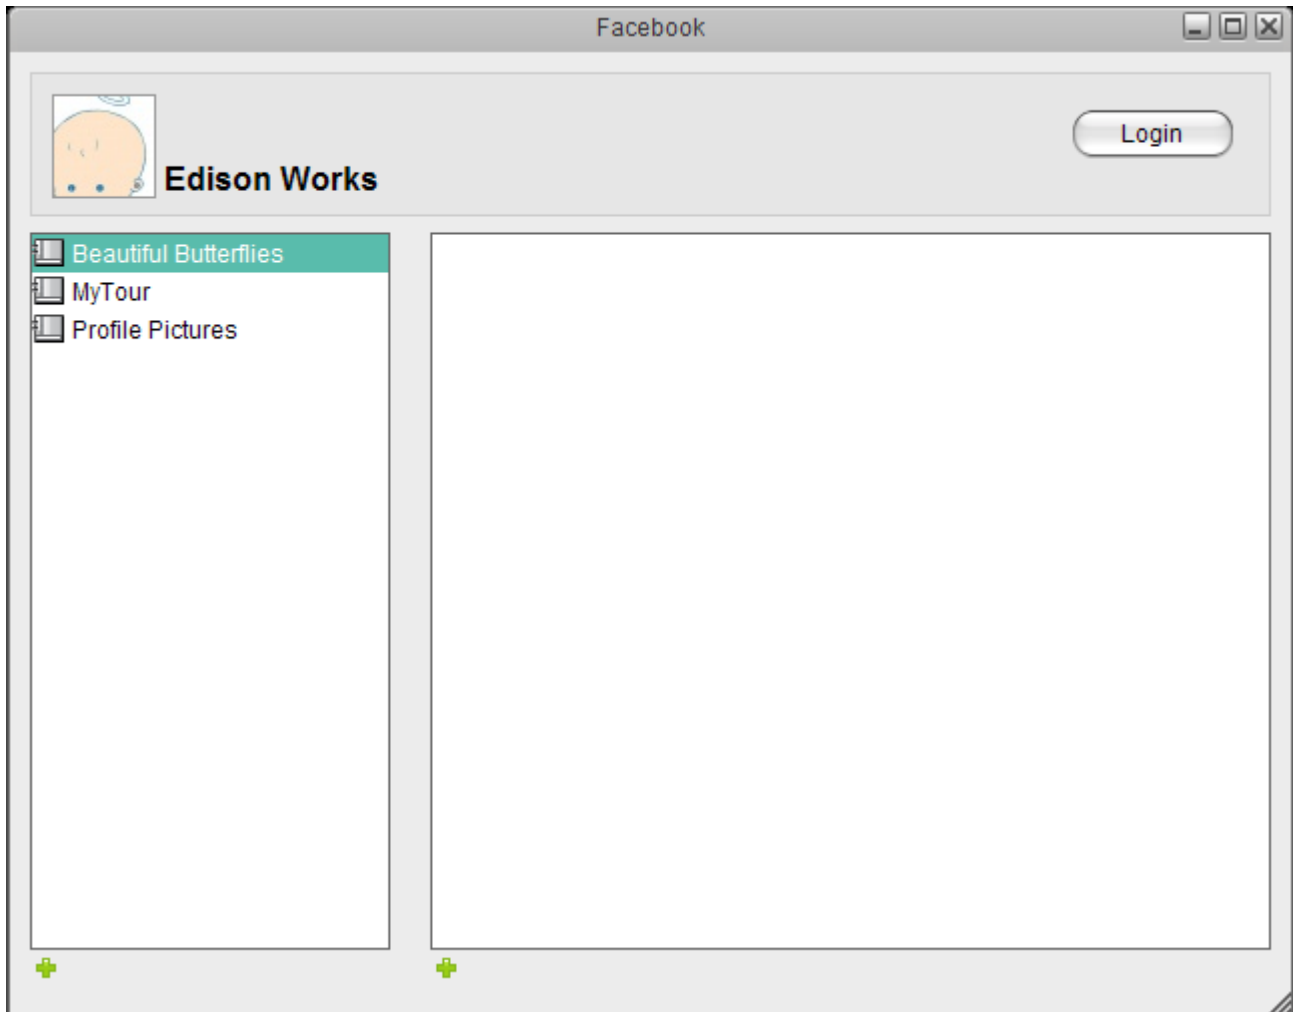 Facebook
Login
Edison Works
Beautiful Butterflies
MyTour
Profile Pictures